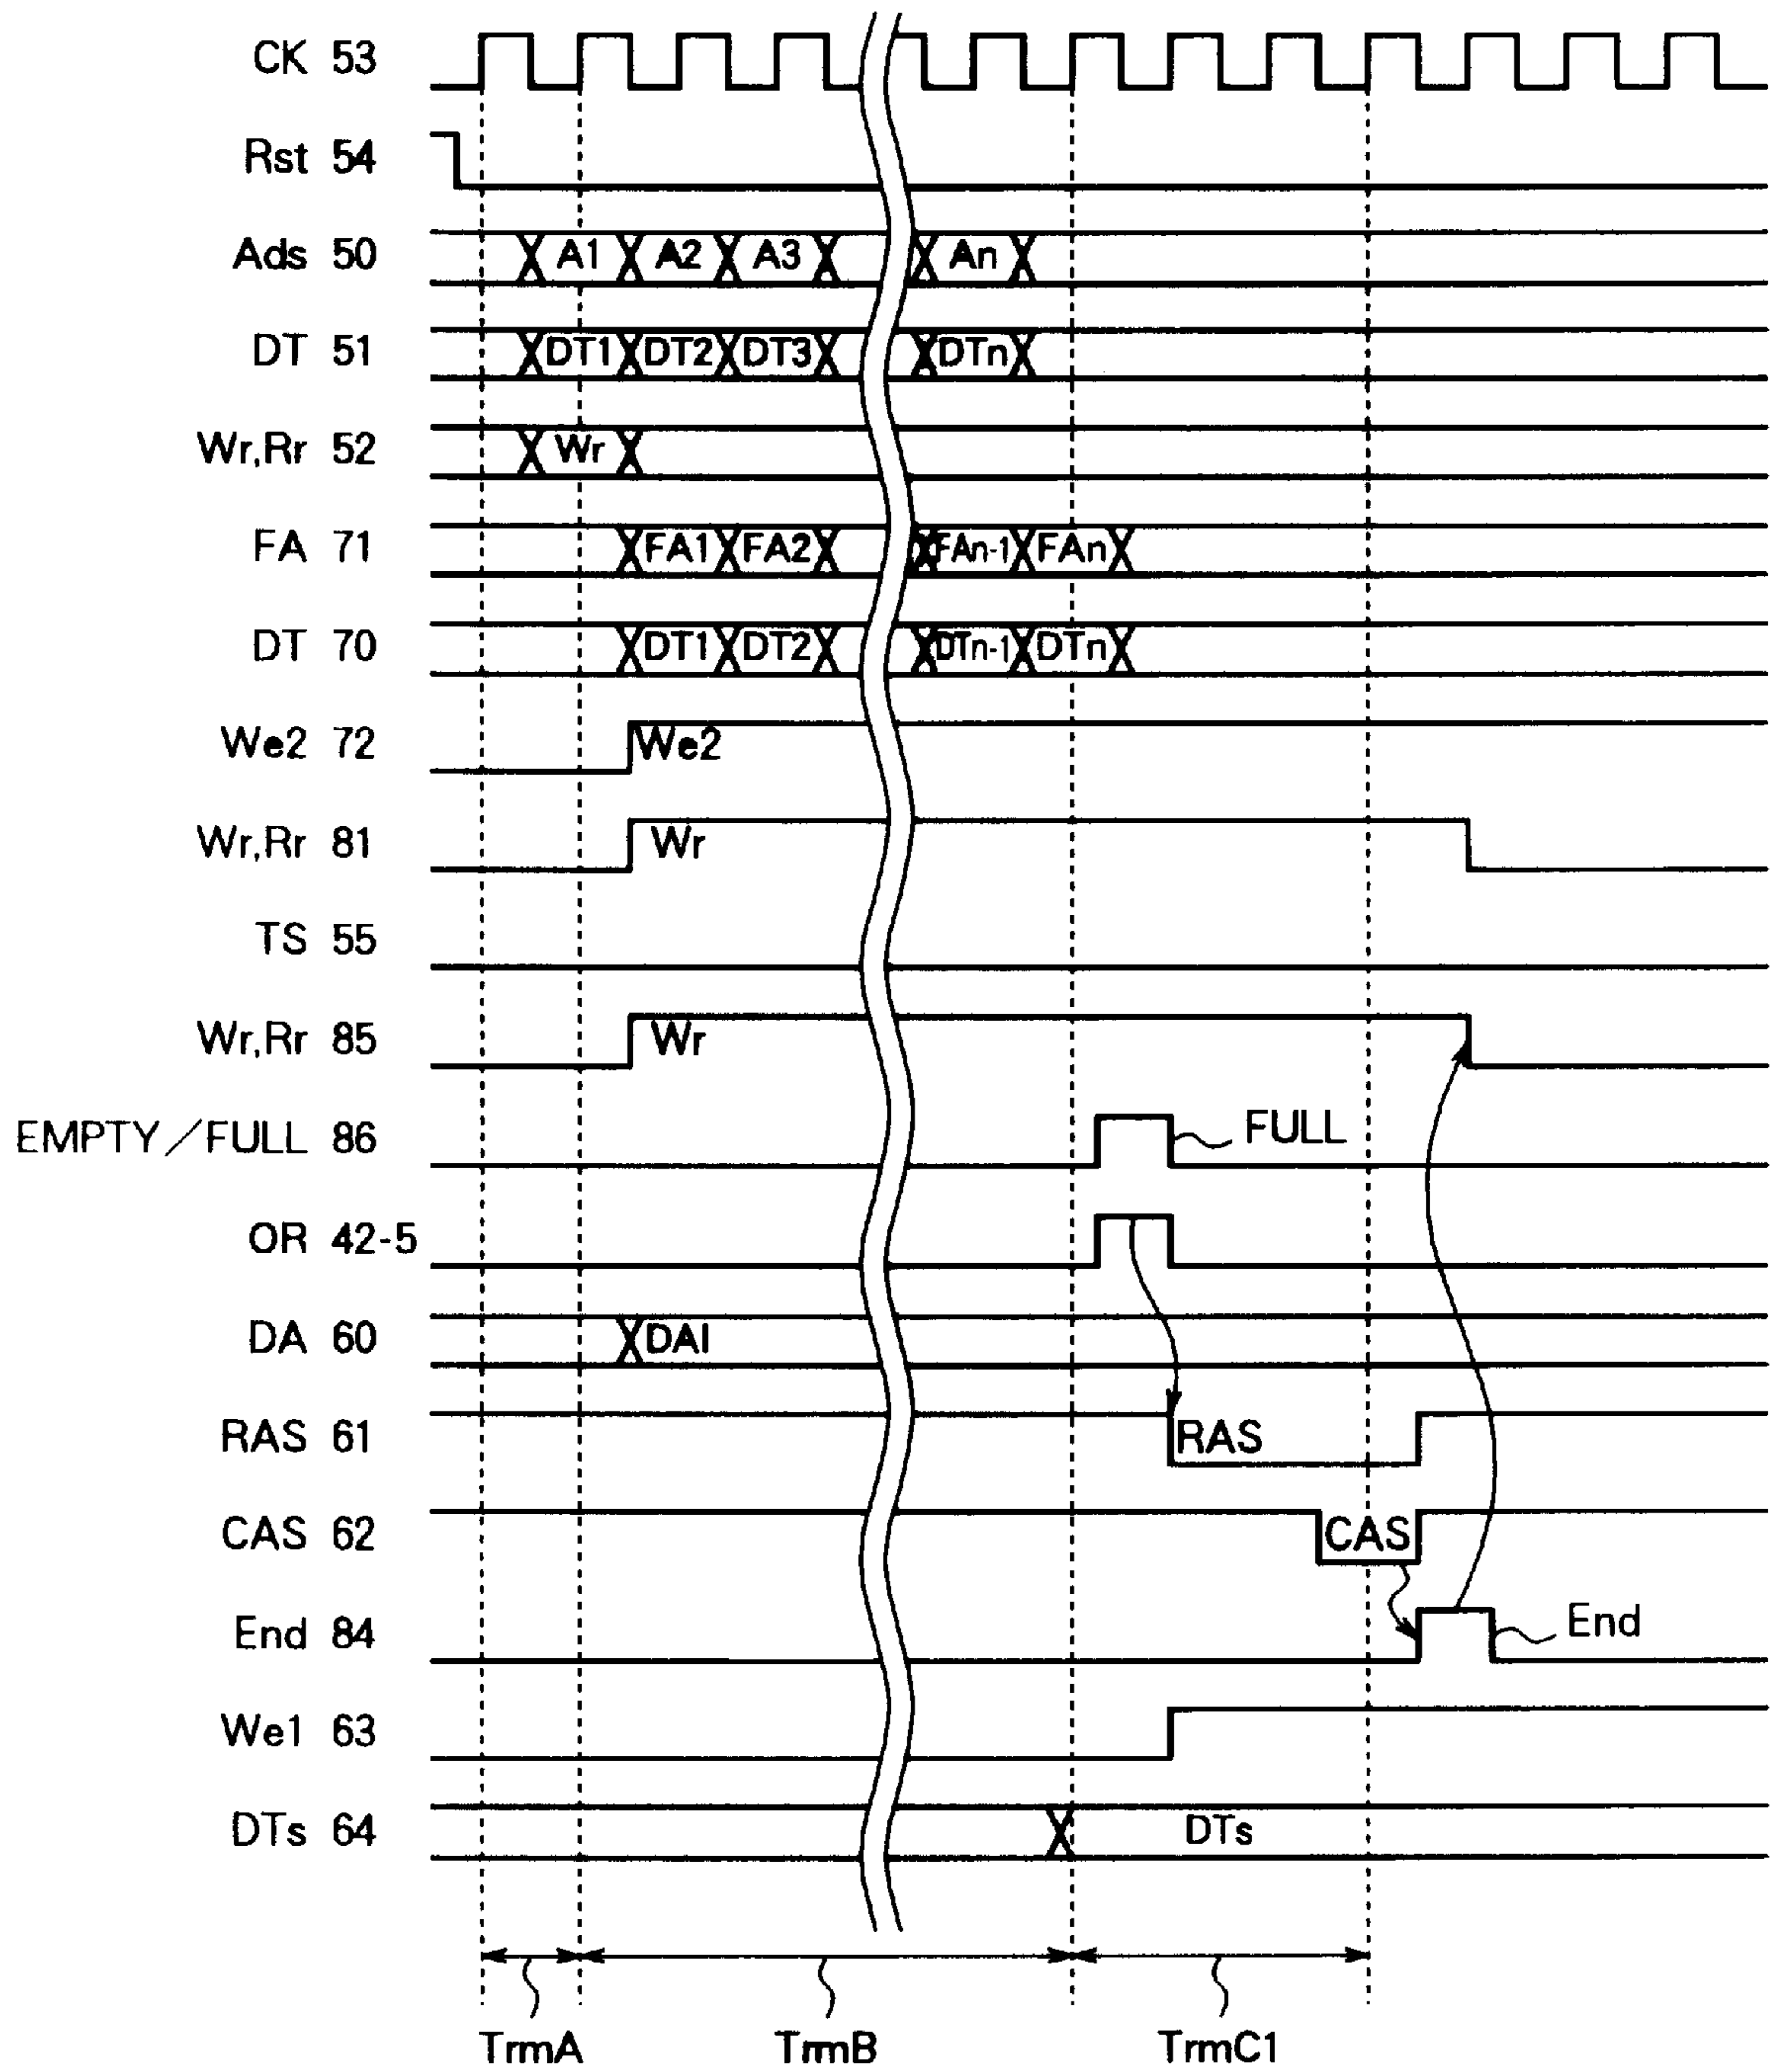 CK 53
Rst 54
Ads 50 A1 A2 A3 An
DT 51 DT1 DT2 DT3 DTn
Wr,Rr 52 Wr
FA 71 FA1 FA2 FAn-1 FAn
DT 70 DT1 DT2 DTn-1 DTn
We2 72 We2
Wr,Rr 81 Wr
TS 55
Wr,Rr 85 Wr
EMPTY/FULL 86 FULL
OR 42-5
DA 60 DA1
RAS 61 RAS
CAS 62 CAS
End 84 End
We1 63
DTs 64 DTs
TrmA TrmB TrmC1